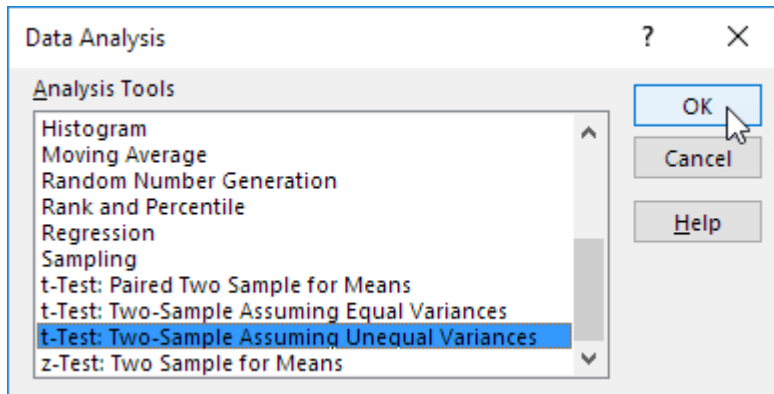 Data Analysis
?
Analysis Tools
Histogram
Moving Average
Random Number Generation
Rank and Percentile
Regression
Sampling
t-Test: Paired Two Sample for Means
t-Test: Two-Sample Assuming Equal Variances
t-Test: Two-Sample Assuming Unequal Variances
z-Test: Two Sample for Means
OK
Cancel
Help